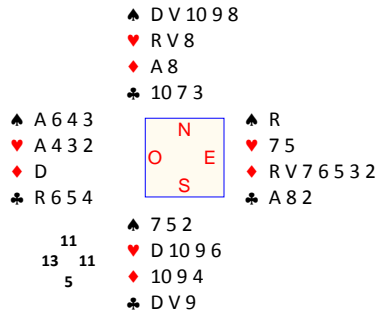 ♠ D V 10 9 8
♥ R V 8
♦ A 8
♣ 10 7 3
♠ A 6 4 3
♥ A 4 3 2
♦ D
♣ R 6 5 4
N
O E
S
♠ R
♥ 7 5
♦ R V 7 6 5 3 2
♣ A 8 2
11
13 11
5
♠ 7 5 2
♥ D 10 9 6
♦ 10 9 4
♣ D V 9